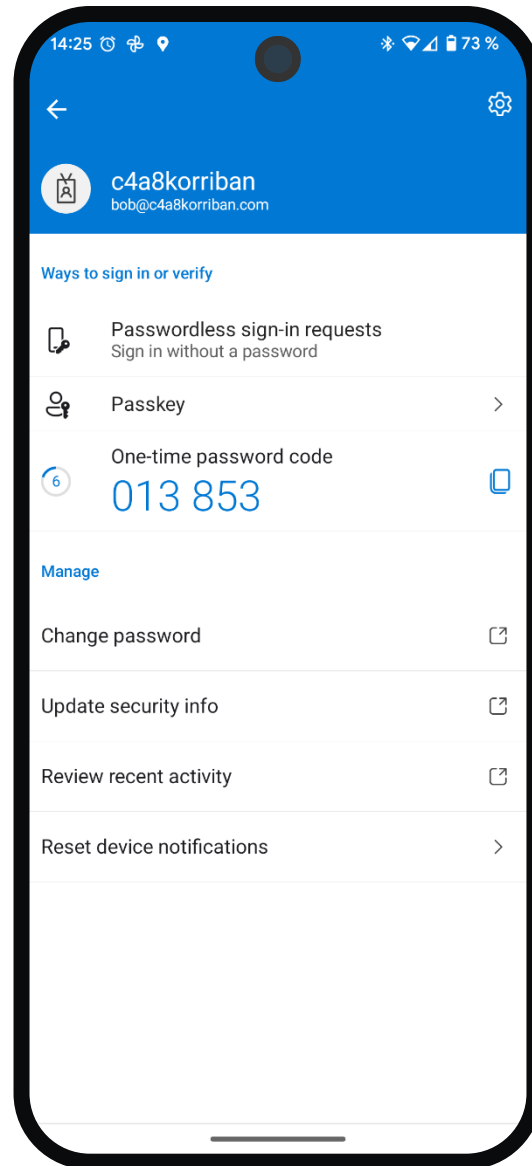 14:25 73 %
c4a8korriban
bob@c4a8korriban.com
Ways to sign in or verify
Passwordless sign-in requests
Sign in without a password
Passkey
One-time password code
6
013 853
Manage
Change password
Update security info
Review recent activity
Reset device notifications